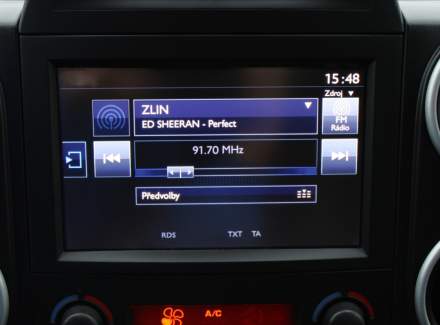 15:48
Zdroj
ZLIN
ED SHEERAN - Perfect
FM
Rádio
91.70 MHz
Předvolby
RDS TXT TA
A/C